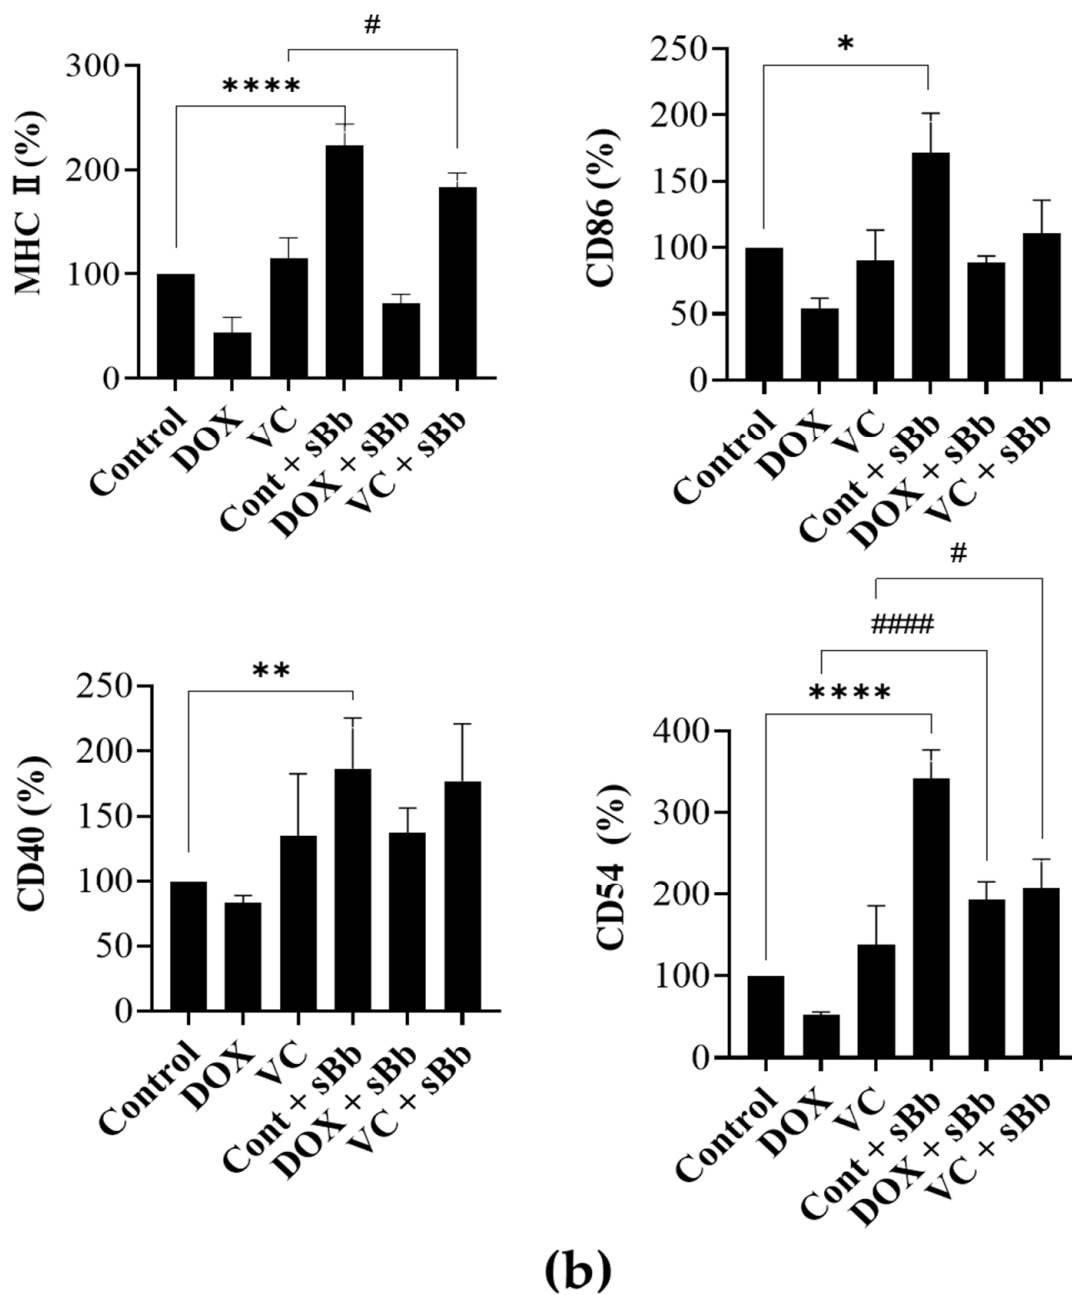 #
****
300
200
100
0
MHC Ⅱ (%)
Control
DOX
VC
Cont + sBb
DOX + sBb
VC + sBb
*
250
200
150
100
50
0
CD86 (%)
Control
DOX
VC
Cont + sBb
DOX + sBb
VC + sBb
**
250
200
150
100
50
0
CD40 (%)
Control
DOX
VC
Cont + sBb
DOX + sBb
VC + sBb
#
####
****
400
300
200
100
0
CD54 (%)
Control
DOX
VC
Cont + sBb
DOX + sBb
VC + sBb
(b)